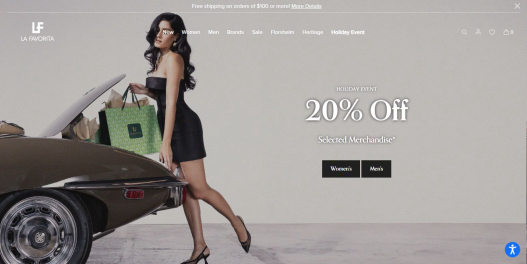 Free shipping on orders of $100 or more! More Details
LF
LA FAVORITA
New Women Men Brands Sale Florsheim Heritage Holiday Event
0
HOLIDAY EVENT
20% Off
Selected Merchandise*
Women's Men's